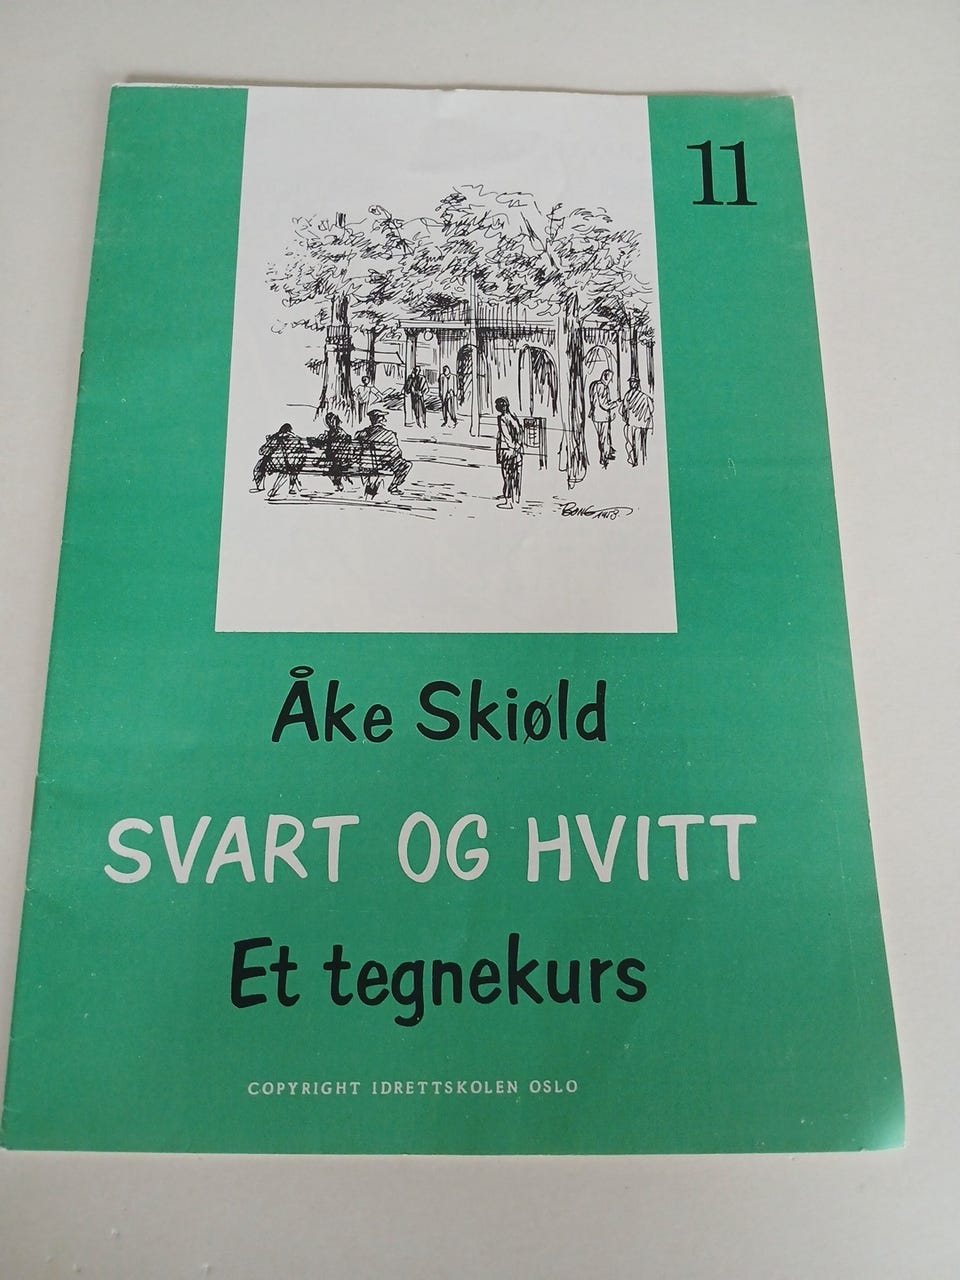 11
Åke Skiøld
SVART OG HVITT
Et tegnekurs
COPYRIGHT IDRETTSKOLEN OSLO